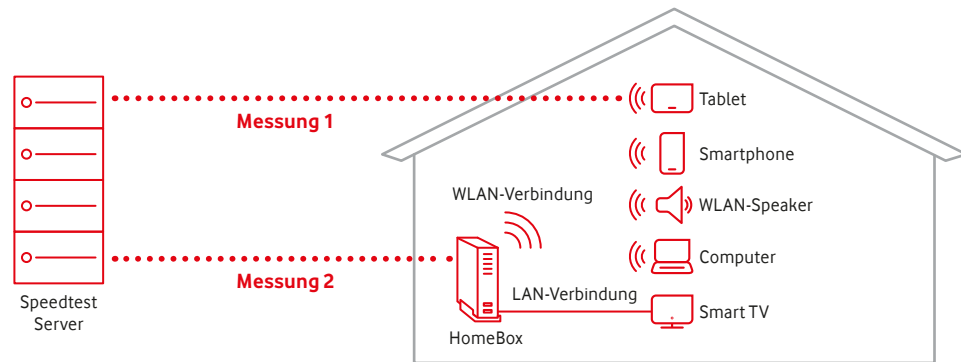 Tablet
Messung 1
Smartphone
WLAN-Verbindung
WLAN-Speaker
Computer
Messung 2
LAN-Verbindung
Speedtest
Server
Smart TV
HomeBox